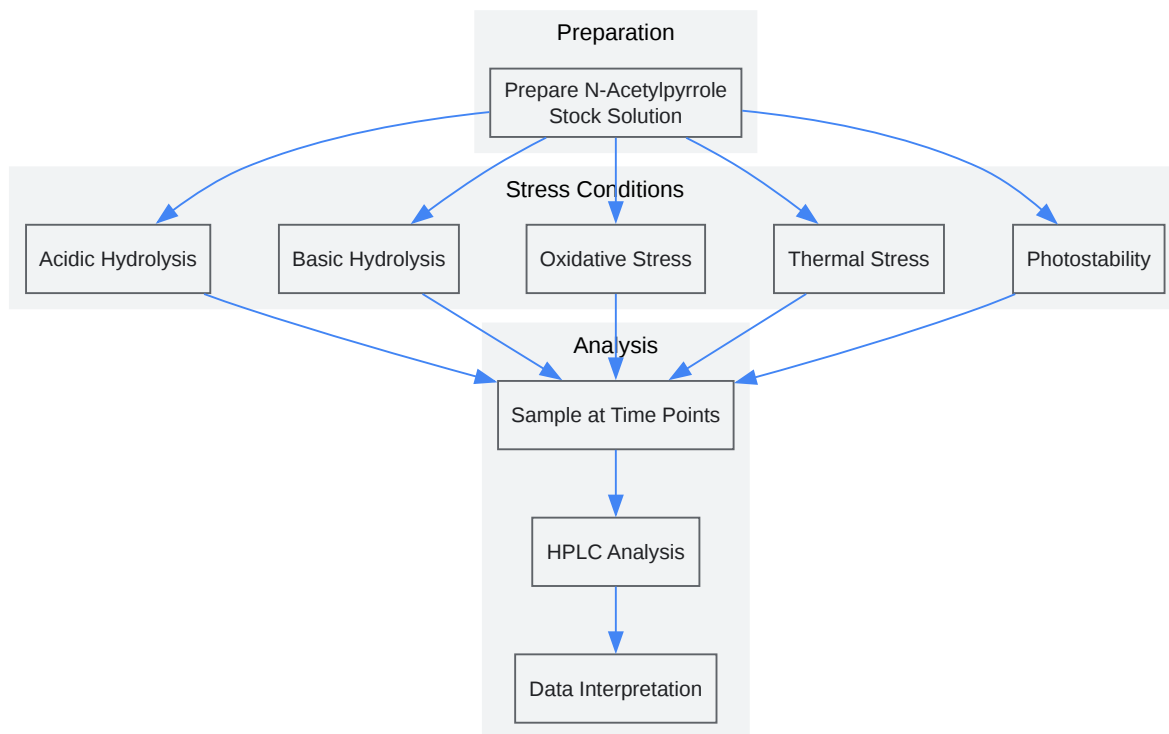 Preparation
Prepare N-Acetylpyrrole
Stock Solution
Stress Conditions
Acidic Hydrolysis
Basic Hydrolysis
Oxidative Stress
Thermal Stress
Photostability
Analysis
Sample at Time Points
HPLC Analysis
Data Interpretation